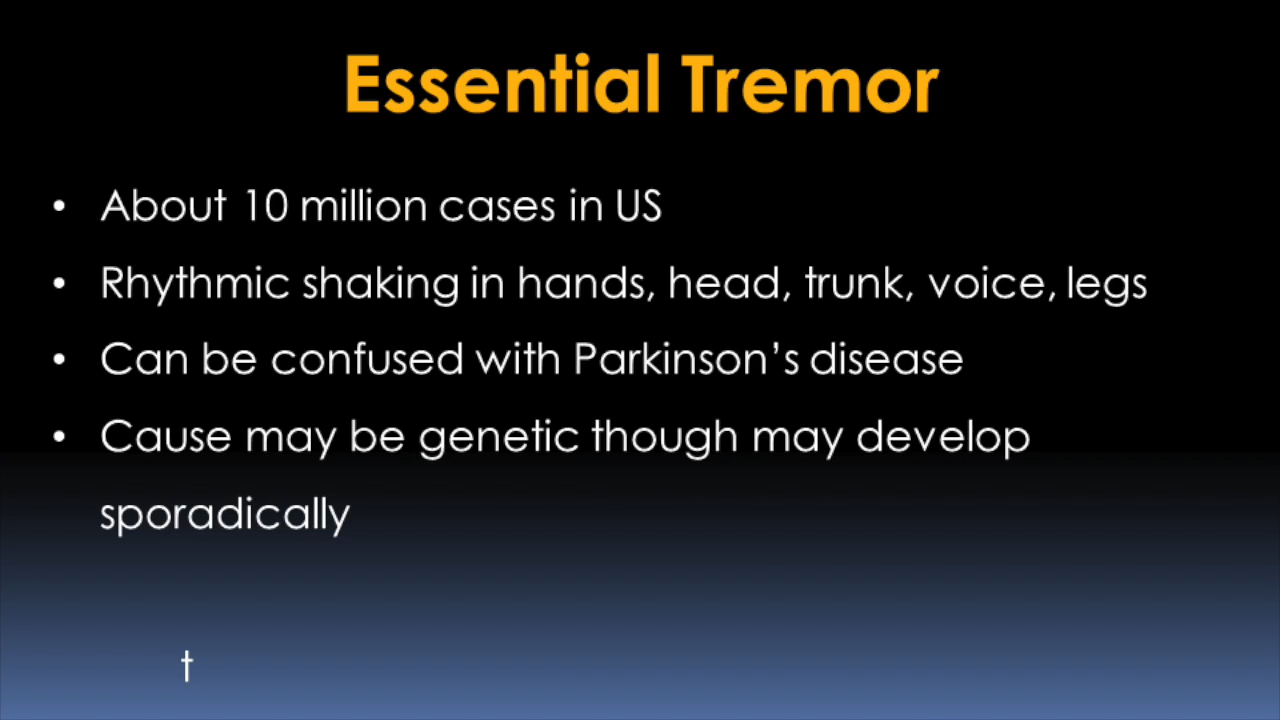 Essential Tremor
• About 10 million cases in US
• Rhythmic shaking in hands, head, trunk, voice, legs
• Can be confused with Parkinson’s disease
• Cause may be genetic though may develop
sporadically
t